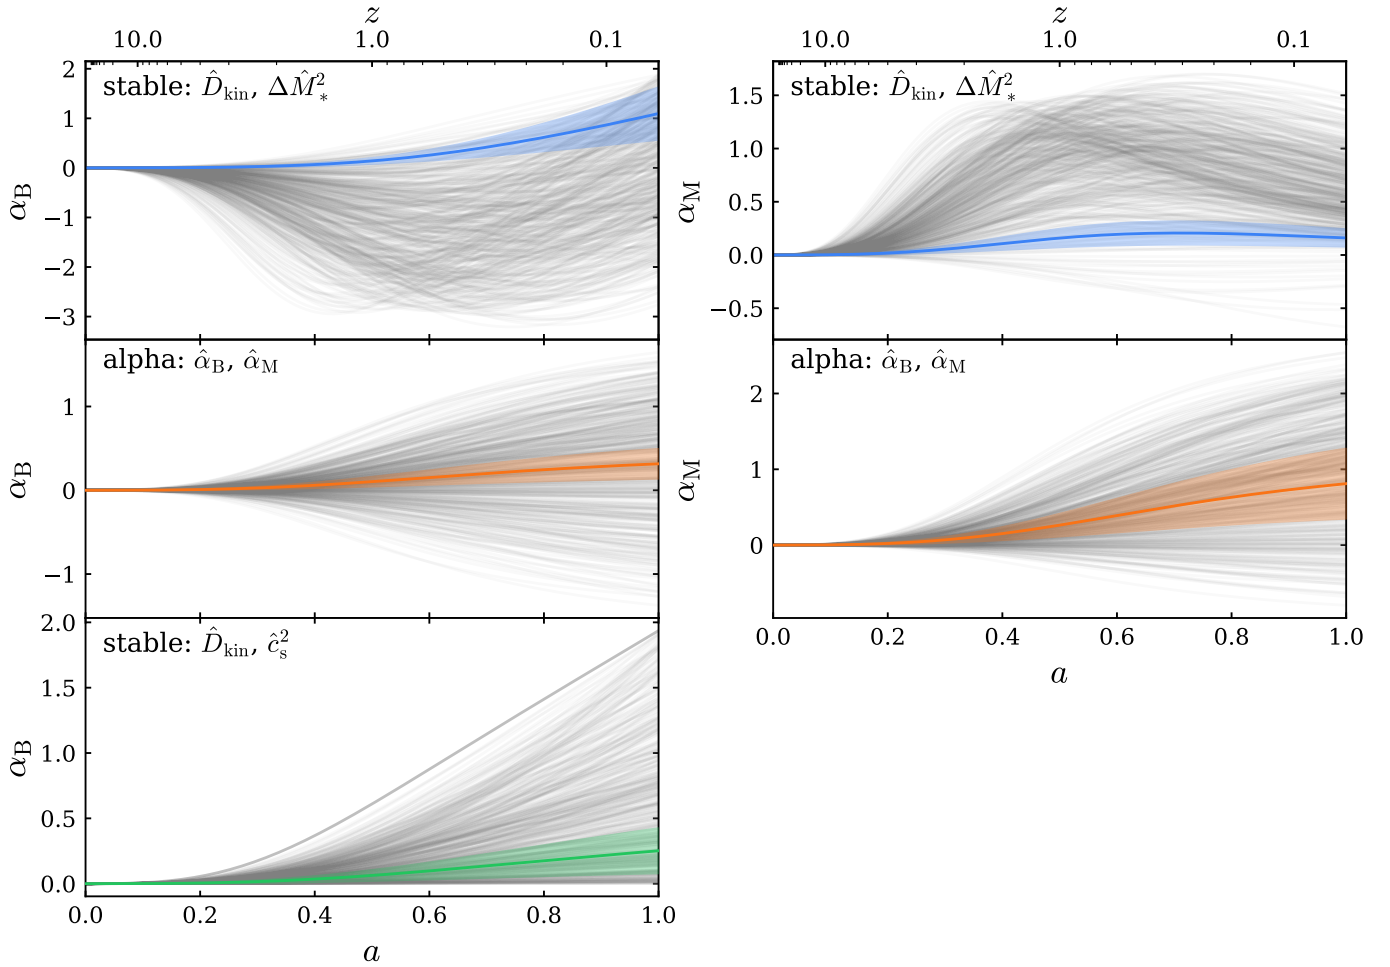 z
z
10.0 1.0 0.1
10.0 1.0 0.1
stable: D̂_kin, ΔM̂²_*
2
1
0
−1
−2
−3
α_B
stable: D̂_kin, ΔM̂²_*
1.5
1.0
0.5
0.0
−0.5
α_M
alpha: α̂_B, α̂_M
1
0
−1
α_B
alpha: α̂_B, α̂_M
2
1
0
α_M
0.0 0.2 0.4 0.6 0.8 1.0
a
stable: D̂_kin, ĉ²_s
2.0
1.5
1.0
0.5
0.0
α_B
0.0 0.2 0.4 0.6 0.8 1.0
a